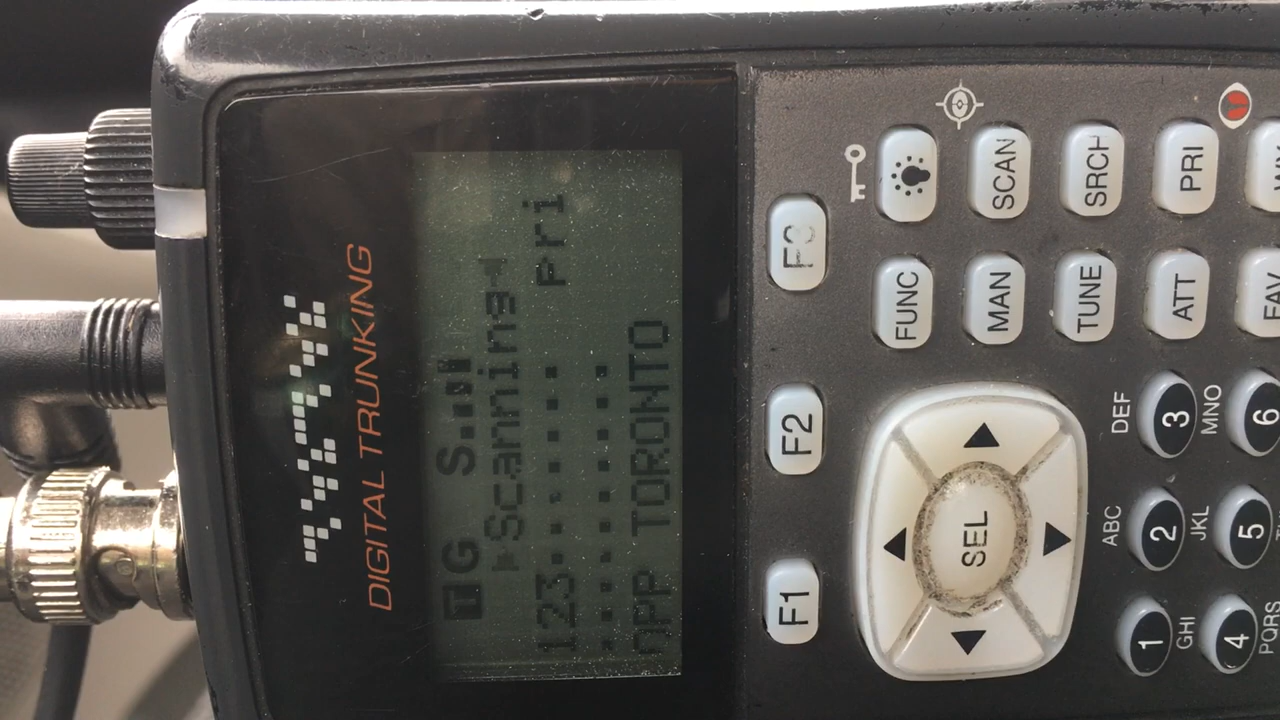 DIGITAL TRUNKING
T G S
Scanning
123....... Pri
..........
OPP TORONTO
F1 F2 F3
SCAN SRCH PRI
FUNC MAN TUNE ATT FAV
SEL
ABC DEF
1 2 3
GHI JKL MNO
4 5 6
PQRS